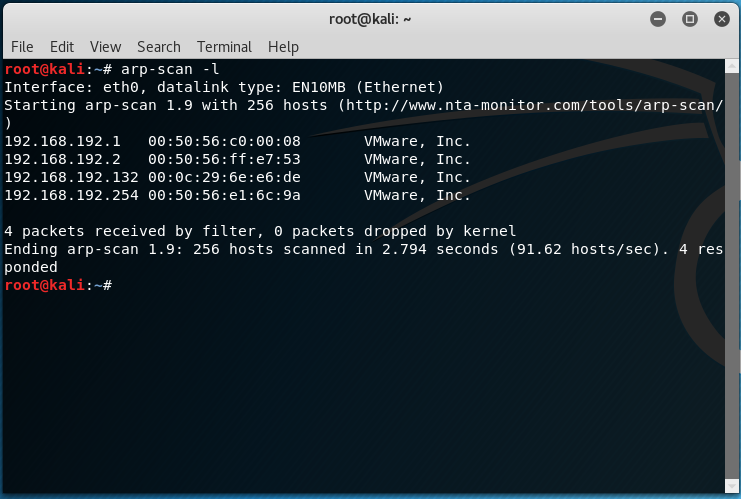 root@kali: ~
File Edit View Search Terminal Help
root@kali:~# arp-scan -l
Interface: eth0, datalink type: EN10MB (Ethernet)
Starting arp-scan 1.9 with 256 hosts (http://www.nta-monitor.com/tools/arp-scan/
)
192.168.192.1   00:50:56:c0:00:08       VMware, Inc.
192.168.192.2   00:50:56:ff:e7:53       VMware, Inc.
192.168.192.132 00:0c:29:6e:e6:de       VMware, Inc.
192.168.192.254 00:50:56:e1:6c:9a       VMware, Inc.
4 packets received by filter, 0 packets dropped by kernel
Ending arp-scan 1.9: 256 hosts scanned in 2.794 seconds (91.62 hosts/sec). 4 res
ponded
root@kali:~#